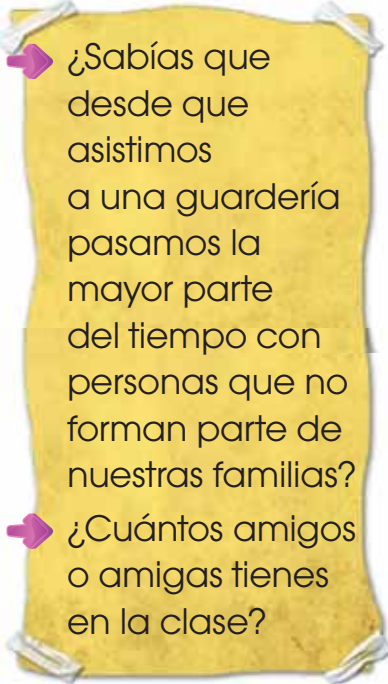 ¿Sabías que
desde que
asistimos
a una guardería
pasamos la
mayor parte
del tiempo con
personas que no
forman parte de
nuestras familias?
¿Cuántos amigos
o amigas tienes
en la clase?